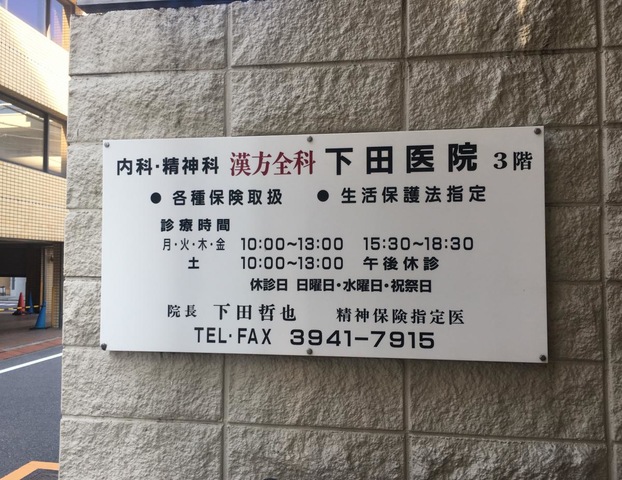 内科・精神科 漢方全科 下田医院 3階
● 各種保険取扱 ● 生活保護法指定
診療時間
月・火・木・金 10:00~13:00 15:30~18:30
土 10:00~13:00 午後休診
休診日 日曜日・水曜日・祝祭日
院長 下田哲也 精神保険指定医
TEL・FAX 3941-7915